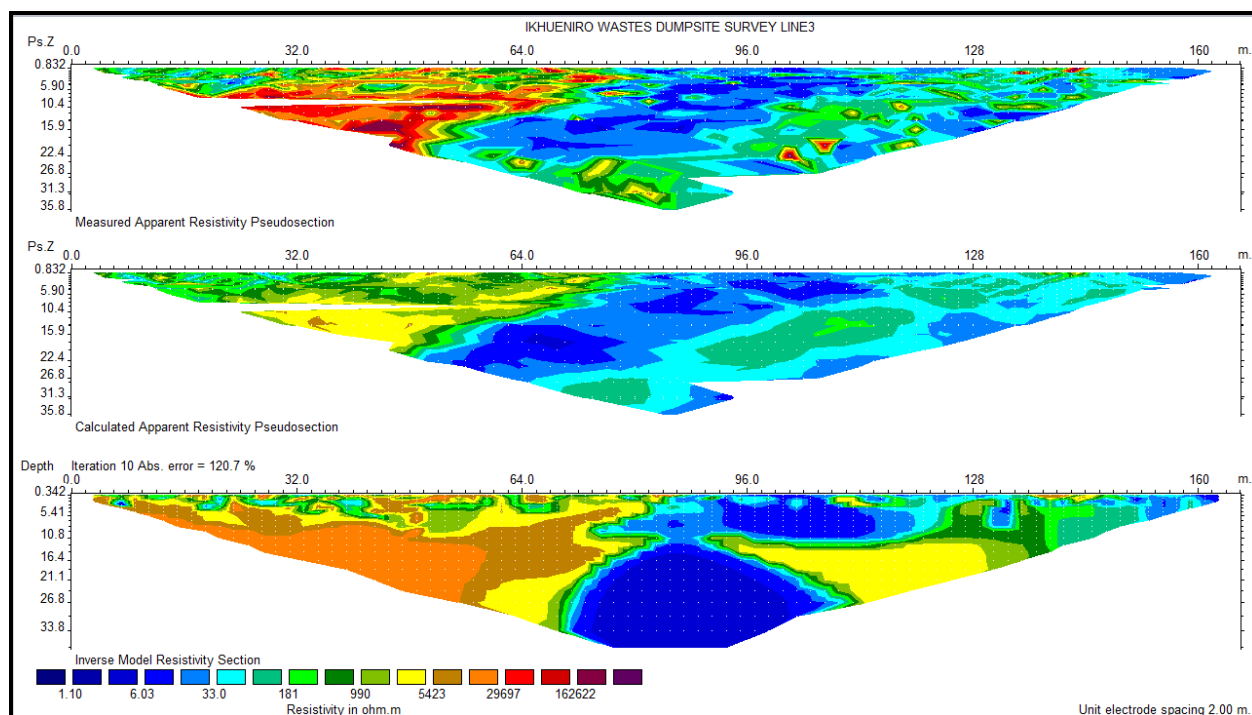 IKHUENIRO WASTES DUMPSITE SURVEY LINE3
Ps.Z 0.0 32.0 64.0 96.0 128 160 m.
0.832
5.90
10.4
15.9
22.4
26.8
31.3
35.8
Measured Apparent Resistivity Pseudosection
Ps.Z 0.0 32.0 64.0 96.0 128 160 m.
0.832
5.90
10.4
15.9
22.4
26.8
31.3
35.8
Calculated Apparent Resistivity Pseudosection
Depth Iteration 10 Abs. error = 120.7 %
0.0 32.0 64.0 96.0 128 160 m.
0.342
5.41
10.8
16.4
21.1
26.8
33.8
Inverse Model Resistivity Section
1.10 6.03 33.0 181 990 5423 29697 162622
Resistivity in ohm.m
Unit electrode spacing 2.00 m.